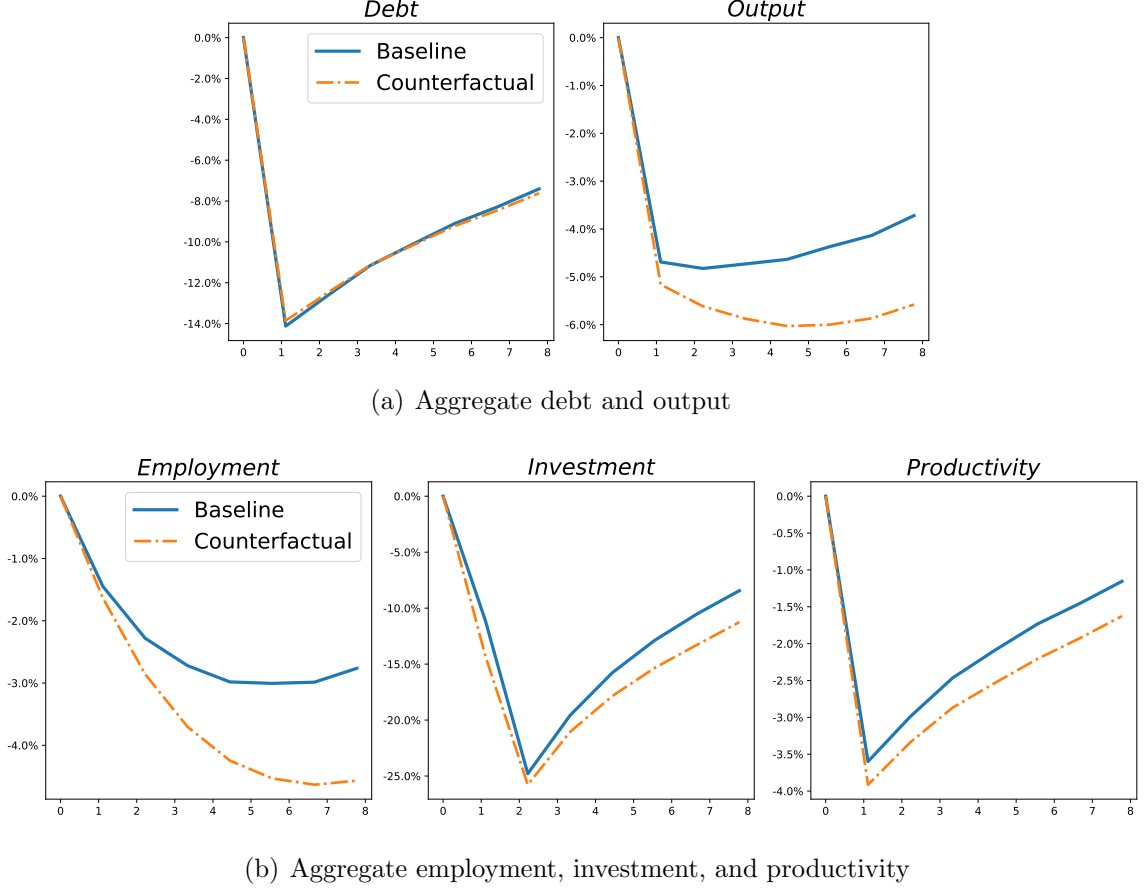 Debt
Output
0.0%
-2.0%
-4.0%
-6.0%
-8.0%
-10.0%
-12.0%
-14.0%
Baseline
Counterfactual
0 1 2 3 4 5 6 7 8
0.0%
-1.0%
-2.0%
-3.0%
-4.0%
-5.0%
-6.0%
0 1 2 3 4 5 6 7 8
(a) Aggregate debt and output
Employment
Investment
Productivity
0.0%
-1.0%
-2.0%
-3.0%
-4.0%
Baseline
Counterfactual
0 1 2 3 4 5 6 7 8
0.0%
-5.0%
-10.0%
-15.0%
-20.0%
-25.0%
0 1 2 3 4 5 6 7 8
0.0%
-0.5%
-1.0%
-1.5%
-2.0%
-2.5%
-3.0%
-3.5%
-4.0%
0 1 2 3 4 5 6 7 8
(b) Aggregate employment, investment, and productivity